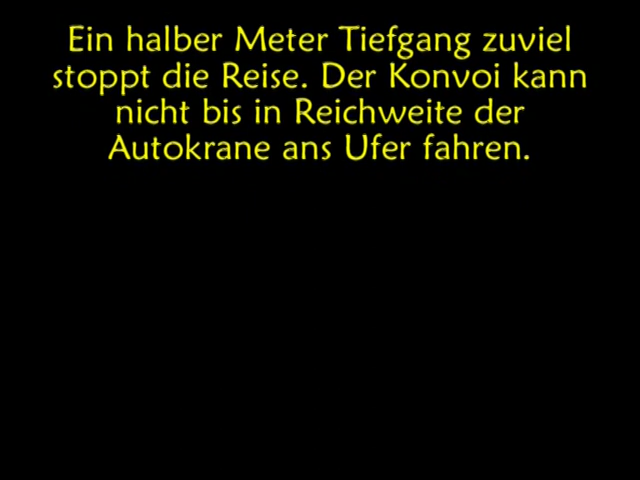 Ein halber Meter Tiefgang zuviel
stoppt die Reise. Der Konvoi kann
nicht bis in Reichweite der
Autokrane ans Ufer fahren.